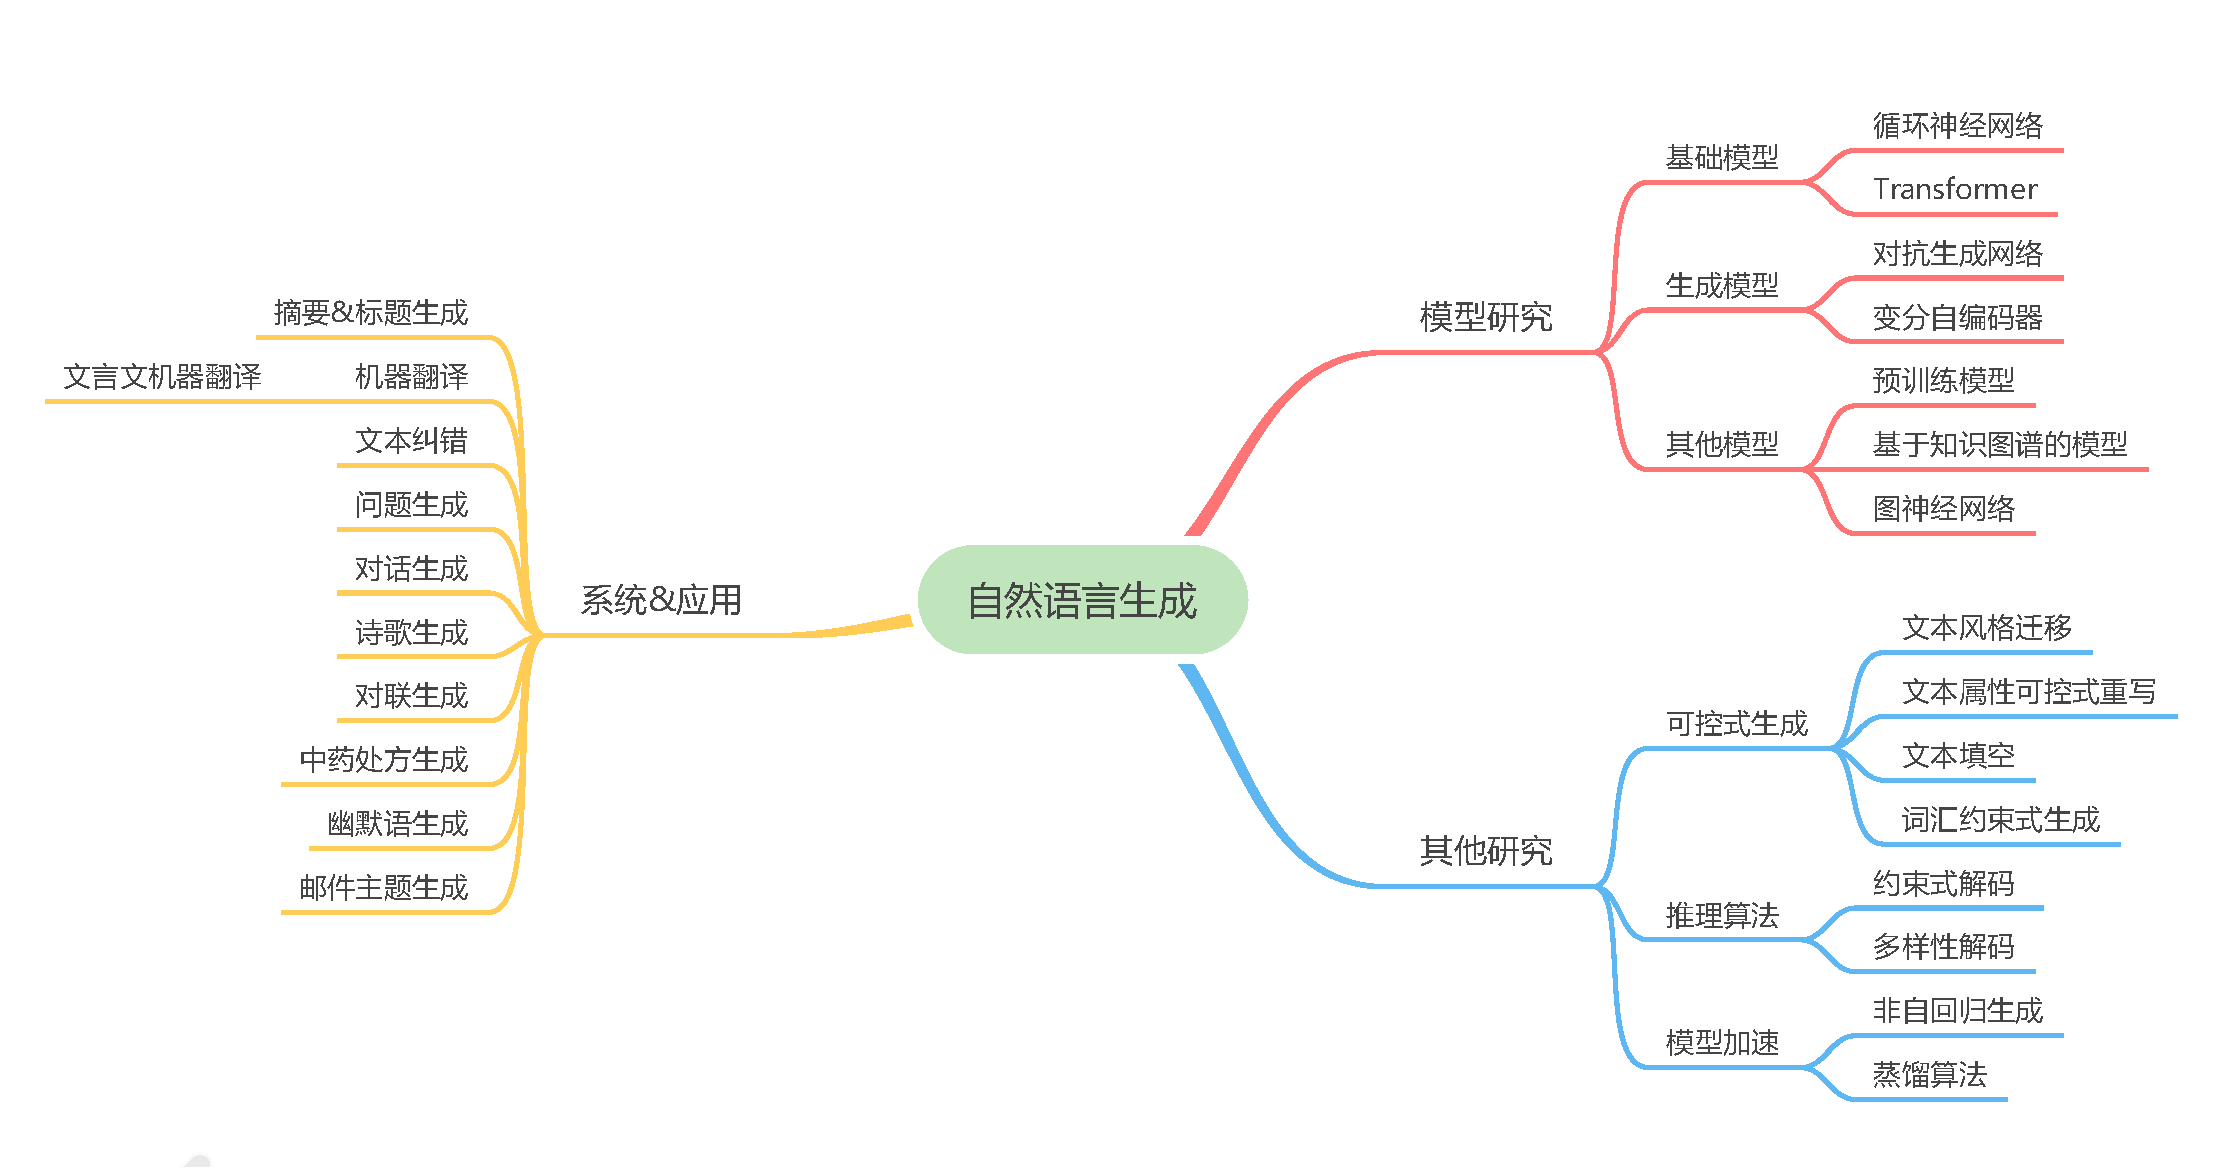 自然语言生成
模型研究
基础模型
循环神经网络
Transformer
生成模型
对抗生成网络
变分自编码器
其他模型
预训练模型
基于知识图谱的模型
图神经网络
其他研究
可控式生成
文本风格迁移
文本属性可控式重写
文本填空
词汇约束式生成
推理算法
约束式解码
多样性解码
模型加速
非自回归生成
蒸馏算法
系统&应用
摘要&标题生成
机器翻译
文言文机器翻译
文本纠错
问题生成
对话生成
诗歌生成
对联生成
中药处方生成
幽默语生成
邮件主题生成